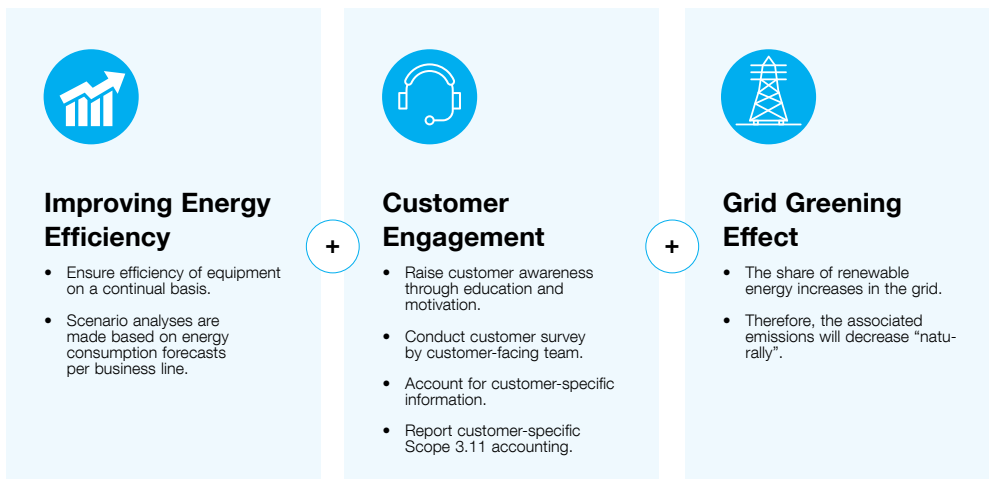 Improving Energy
Efficiency
• Ensure efficiency of equipment
on a continual basis.
• Scenario analyses are
made based on energy
consumption forecasts
per business line.
+
Customer
Engagement
• Raise customer awareness
through education and
motivation.
• Conduct customer survey
by customer-facing team.
• Account for customer-specific
information.
• Report customer-specific
Scope 3.11 accounting.
+
Grid Greening
Effect
• The share of renewable
energy increases in the grid.
• Therefore, the associated
emissions will decrease “natu-
rally”.